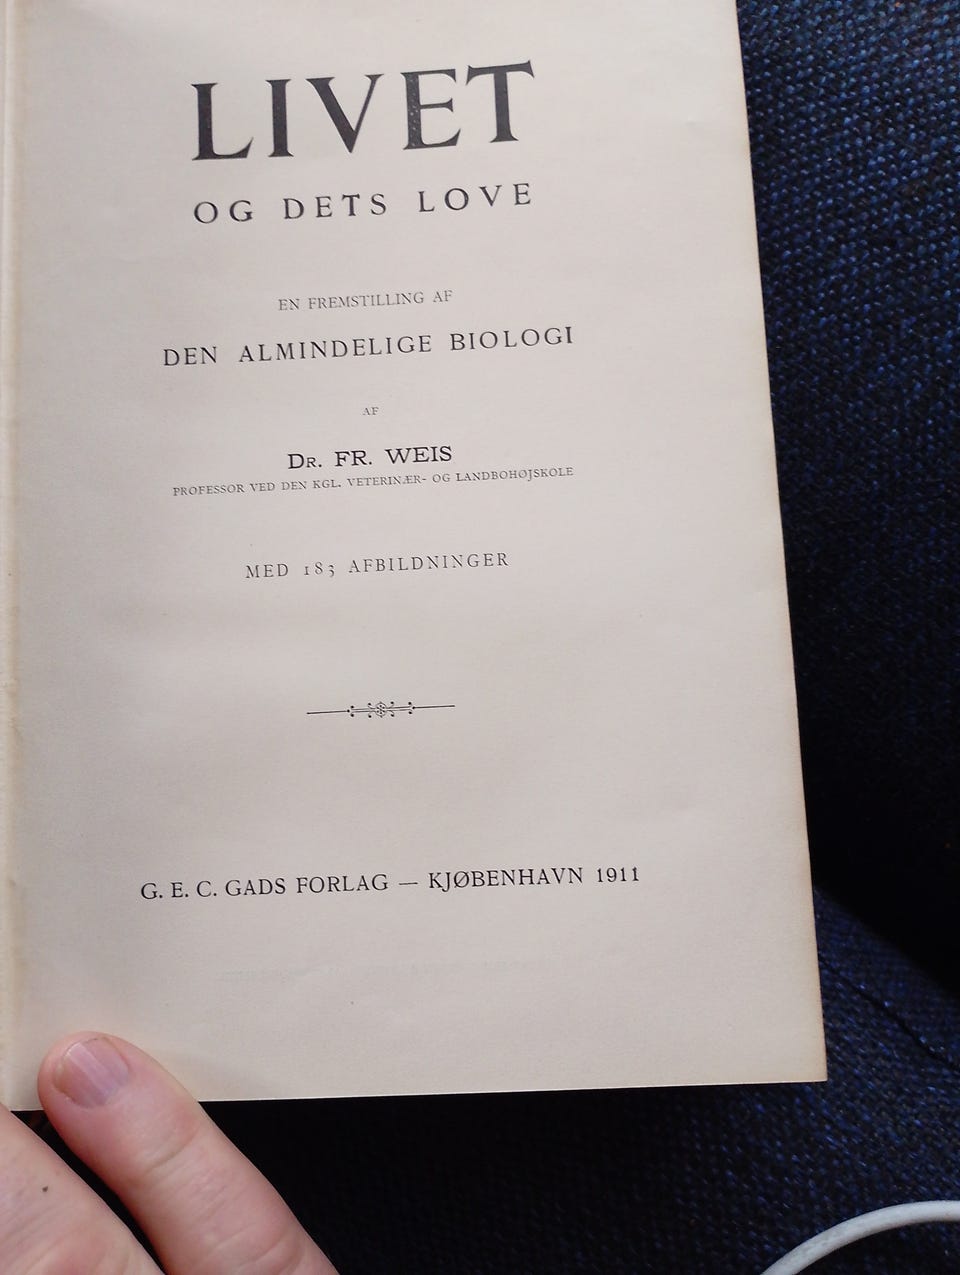 LIVET
OG DETS LOVE
EN FREMSTILLING AF
DEN ALMINDELIGE BIOLOGI
AF
DR. FR. WEIS
PROFESSOR VED DEN KGL. VETERINÆR- OG LANDBOHØJSKOLE
MED 183 AFBILDNINGER
G. E. C. GADS FORLAG — KJØBENHAVN 1911